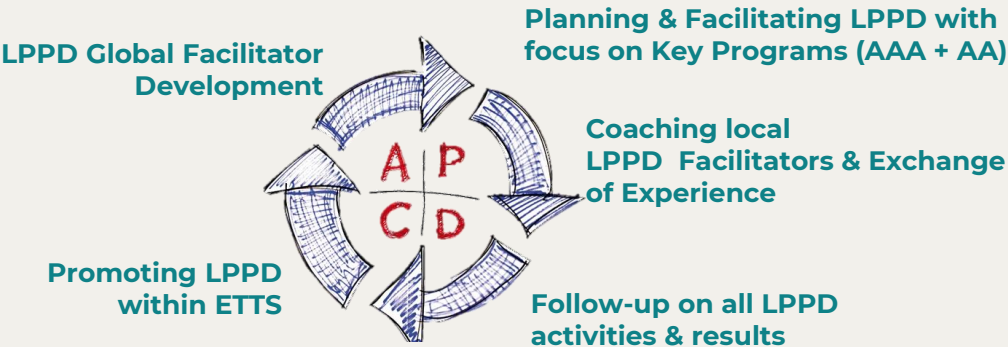 Planning & Facilitating LPPD with
focus on Key Programs (AAA + AA)
LPPD Global Facilitator
Development
Coaching local
LPPD  Facilitators & Exchange
of Experience
A P
C D
Promoting LPPD
within ETTS
Follow-up on all LPPD
activities & results